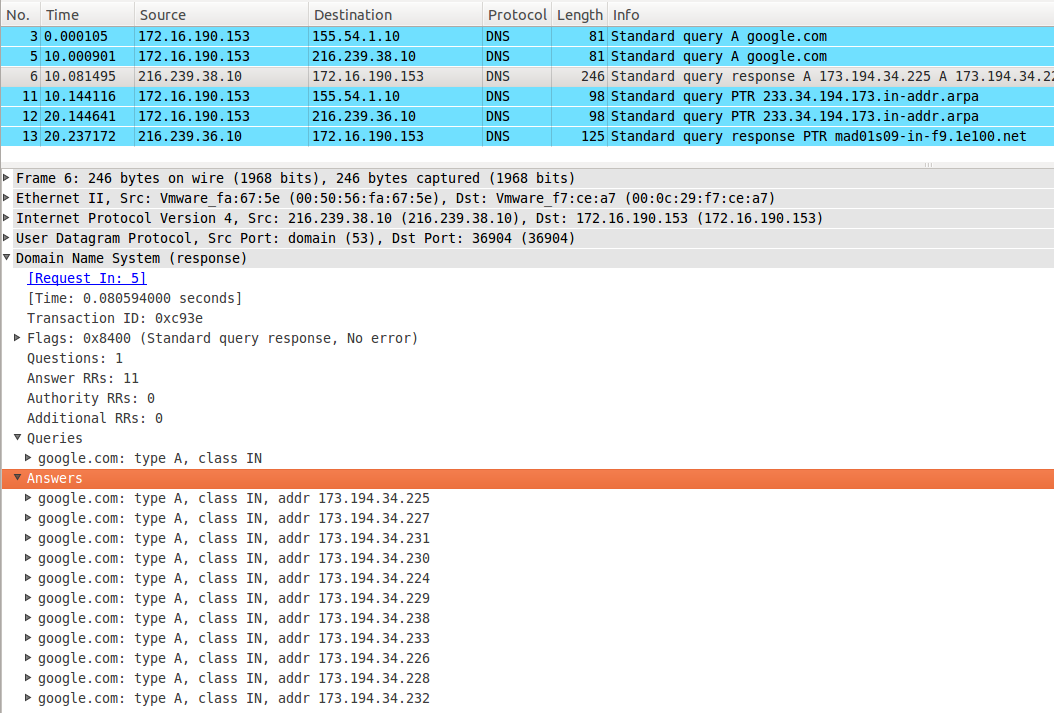 No. Time Source Destination Protocol Length Info
3 0.000105 172.16.190.153 155.54.1.10 DNS 81 Standard query A google.com
5 10.000901 172.16.190.153 216.239.38.10 DNS 81 Standard query A google.com
6 10.081495 216.239.38.10 172.16.190.153 DNS 246 Standard query response A 173.194.34.225 A 173.194.34.22
11 10.144116 172.16.190.153 155.54.1.10 DNS 98 Standard query PTR 233.34.194.173.in-addr.arpa
12 20.144641 172.16.190.153 216.239.36.10 DNS 98 Standard query PTR 233.34.194.173.in-addr.arpa
13 20.237172 216.239.36.10 172.16.190.153 DNS 125 Standard query response PTR mad01s09-in-f9.1e100.net
Frame 6: 246 bytes on wire (1968 bits), 246 bytes captured (1968 bits)
Ethernet II, Src: Vmware_fa:67:5e (00:50:56:fa:67:5e), Dst: Vmware_f7:ce:a7 (00:0c:29:f7:ce:a7)
Internet Protocol Version 4, Src: 216.239.38.10 (216.239.38.10), Dst: 172.16.190.153 (172.16.190.153)
User Datagram Protocol, Src Port: domain (53), Dst Port: 36904 (36904)
Domain Name System (response)
[Request In: 5]
[Time: 0.080594000 seconds]
Transaction ID: 0xc93e
Flags: 0x8400 (Standard query response, No error)
Questions: 1
Answer RRs: 11
Authority RRs: 0
Additional RRs: 0
Queries
google.com: type A, class IN
Answers
google.com: type A, class IN, addr 173.194.34.225
google.com: type A, class IN, addr 173.194.34.227
google.com: type A, class IN, addr 173.194.34.231
google.com: type A, class IN, addr 173.194.34.230
google.com: type A, class IN, addr 173.194.34.224
google.com: type A, class IN, addr 173.194.34.229
google.com: type A, class IN, addr 173.194.34.238
google.com: type A, class IN, addr 173.194.34.233
google.com: type A, class IN, addr 173.194.34.226
google.com: type A, class IN, addr 173.194.34.228
google.com: type A, class IN, addr 173.194.34.232